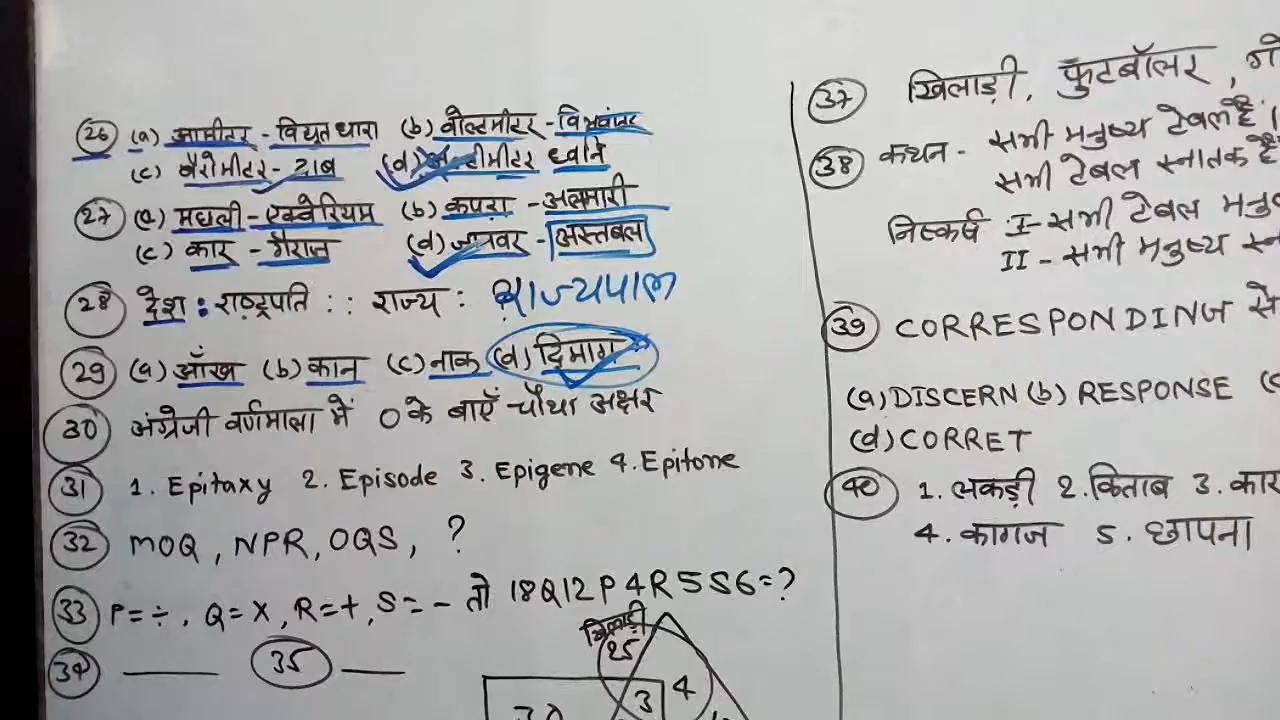 26 (a) आमीटर - विद्युत धारा (b) वोल्टमीटर - विभवांतर
(c) बैरोमीटर - दाब (d) ल्टीमीटर ध्वनि
27 (a) मछली - एक्वेरियम (b) कपड़ा - अलमारी
(c) कार - गैराज (d) जानवर - अस्तबल
28 देश : राष्ट्रपति :: राज्य : राज्यपाल
29 (a) आँख (b) कान (c) नाक (d) दिमाग
30 अंग्रेजी वर्णमाला में O के बाएँ चौथा अक्षर
31 1. Epitaxy 2. Episode 3. Epigene 4. Epitome
32 MOQ, NPR, OQS, ?
33 P=÷, Q=×, R=+, S=- तो 18Q12P4R5S6=?
34 35
खिलाड़ी
25
4
3
30
37 खिलाड़ी, फुटबॉलर,
38 कथन - सभी मनुष्य टेबल है।
सभी टेबल स्नातक है
निष्कर्ष I - सभी टेबल
II - सभी मनुष्य
39 CORRESPONDING से
(a) DISCERN (b) RESPONSE
(d) CORRET
40 1. लकड़ी 2. किताब 3. कार
4. कागज 5. छापना